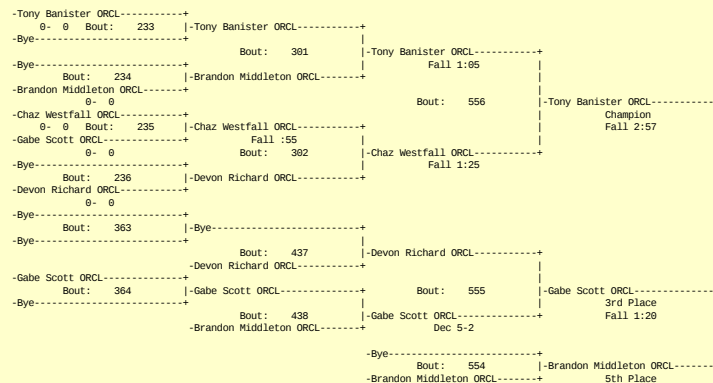 -Tony Banister ORCL-----------+
0-  0  Bout:    233     |-Tony Banister ORCL-----------+
-Bye--------------------------+                              |
Bout:    301     |-Tony Banister ORCL-----------+
-Bye--------------------------+                              |          Fall 1:05           |
Bout:    234     |-Brandon Middleton ORCL-------+                              |
-Brandon Middleton ORCL-------+                                                             |
0-  0                                                       Bout:    556     |-Tony Banister ORCL-----------
-Chaz Westfall ORCL-----------+                                                             |          Champion
0-  0  Bout:    235     |-Chaz Westfall ORCL-----------+                              |          Fall 2:57
-Gabe Scott ORCL--------------+          Fall :55            |                              |
0-  0                      Bout:    302     |-Chaz Westfall ORCL-----------+
-Bye--------------------------+                              |          Fall 1:25
Bout:    236     |-Devon Richard ORCL-----------+
-Devon Richard ORCL-----------+
0-  0
-Bye--------------------------+
Bout:    363     |-Bye--------------------------+
-Bye--------------------------+                              |
Bout:    437     |-Devon Richard ORCL-----------+
-Devon Richard ORCL-----------+                              |
-Gabe Scott ORCL--------------+                                                             |
Bout:    364     |-Gabe Scott ORCL--------------+        Bout:    555     |-Gabe Scott ORCL--------------
-Bye--------------------------+                              |                              |          3rd Place
Bout:    438     |-Gabe Scott ORCL--------------+          Fall 1:20
-Brandon Middleton ORCL-------+          Dec 5-2
-Bye--------------------------+
Bout:    554     |-Brandon Middleton ORCL-------
-Brandon Middleton ORCL-------+          5th Place